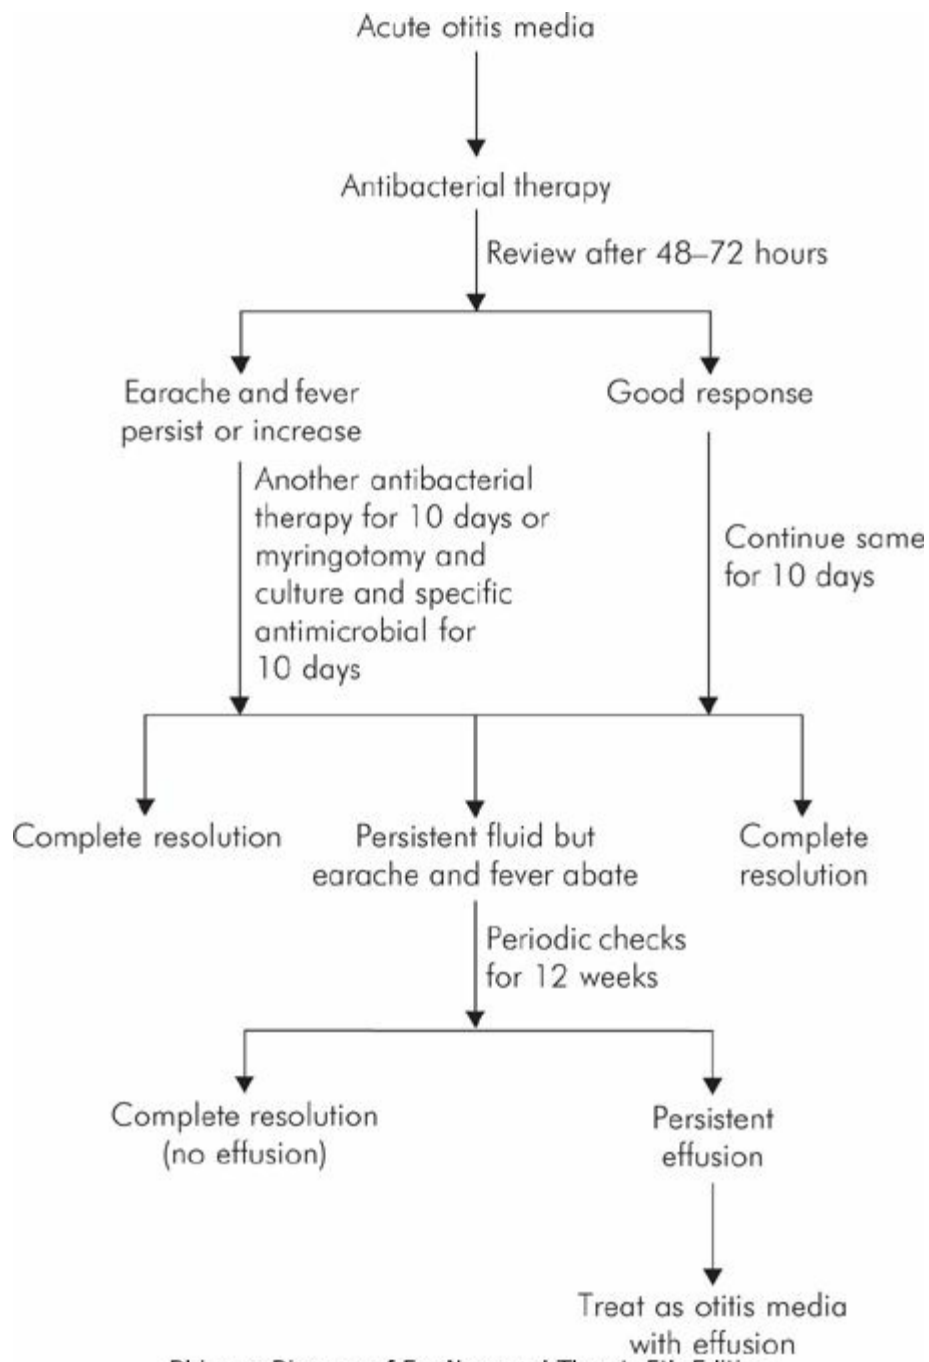 Acute otitis media
Antibacterial therapy
Review after 48–72 hours
Earache and fever
persist or increase
Good response
Another antibacterial
therapy for 10 days or
myringotomy and
culture and specific
antimicrobial for
10 days
Continue same
for 10 days
Complete resolution
Persistent fluid but
earache and fever abate
Complete
resolution
Periodic checks
for 12 weeks
Complete resolution
(no effusion)
Persistent
effusion
Treat as otitis media
with effusion